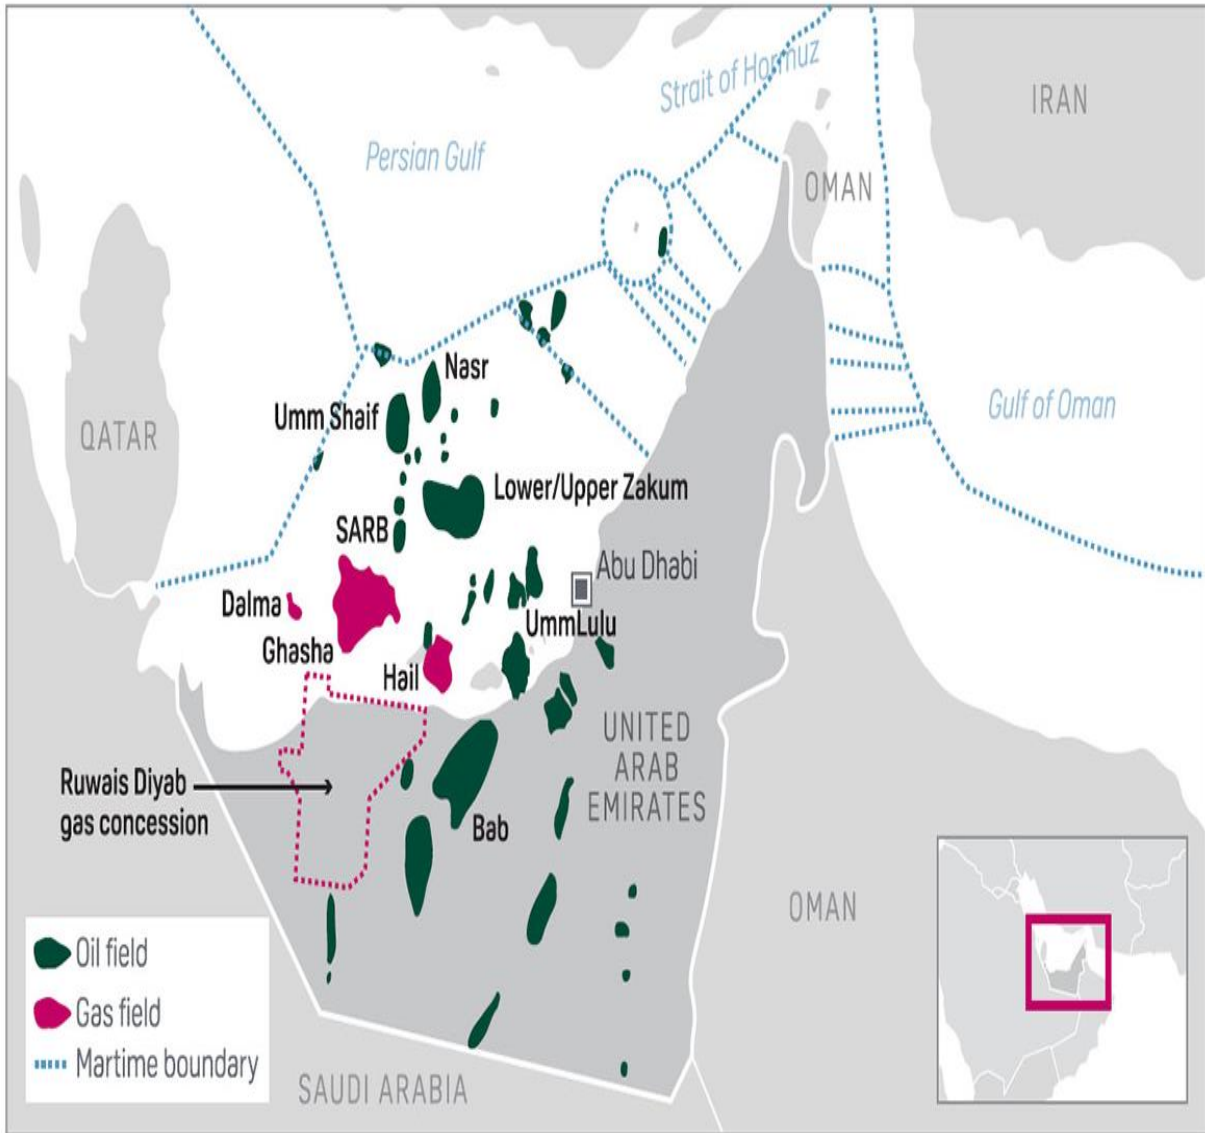 Strait of Hormuz
IRAN
Persian Gulf
OMAN
Nasr
Umm Shaif
Gulf of Oman
QATAR
Lower/Upper Zakum
SARB
Abu Dhabi
Dalma
UmmLulu
Ghasha
Hail
UNITED
ARAB
EMIRATES
Ruwais Diyab
gas concession
Bab
OMAN
Oil field
Gas field
Martime boundary
SAUDI ARABIA